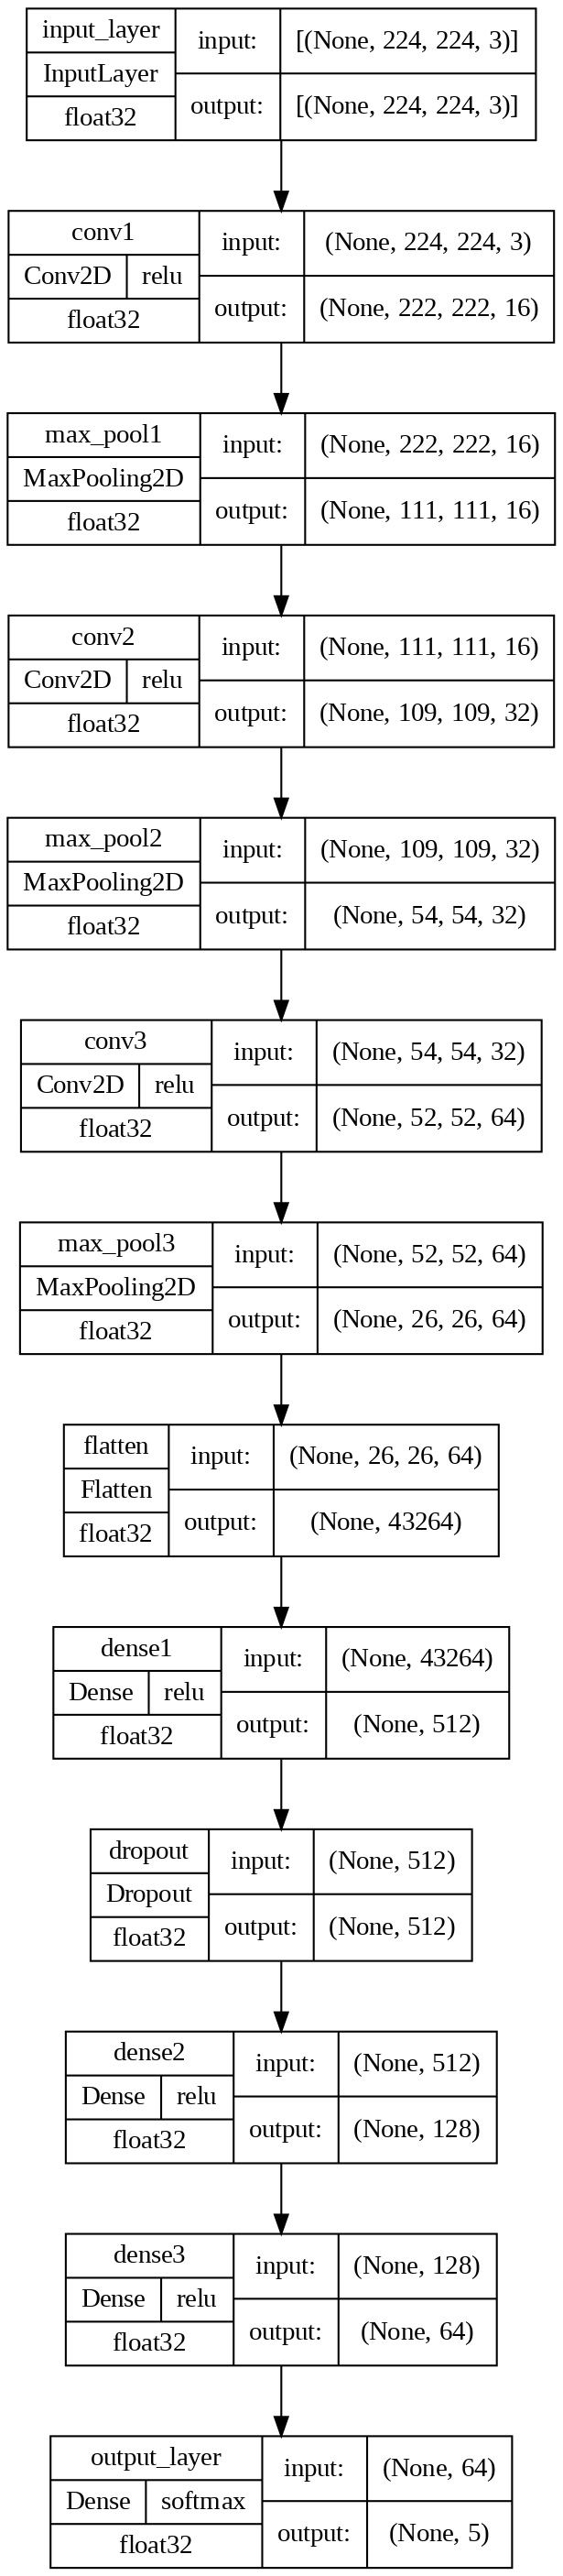 input_layer
InputLayer
float32
input: [(None, 224, 224, 3)]
output: [(None, 224, 224, 3)]
conv1
Conv2D relu
float32
input: (None, 224, 224, 3)
output: (None, 222, 222, 16)
max_pool1
MaxPooling2D
float32
input: (None, 222, 222, 16)
output: (None, 111, 111, 16)
conv2
Conv2D relu
float32
input: (None, 111, 111, 16)
output: (None, 109, 109, 32)
max_pool2
MaxPooling2D
float32
input: (None, 109, 109, 32)
output: (None, 54, 54, 32)
conv3
Conv2D relu
float32
input: (None, 54, 54, 32)
output: (None, 52, 52, 64)
max_pool3
MaxPooling2D
float32
input: (None, 52, 52, 64)
output: (None, 26, 26, 64)
flatten
Flatten
float32
input: (None, 26, 26, 64)
output: (None, 43264)
dense1
Dense relu
float32
input: (None, 43264)
output: (None, 512)
dropout
Dropout
float32
input: (None, 512)
output: (None, 512)
dense2
Dense relu
float32
input: (None, 512)
output: (None, 128)
dense3
Dense relu
float32
input: (None, 128)
output: (None, 64)
output_layer
Dense softmax
float32
input: (None, 64)
output: (None, 5)